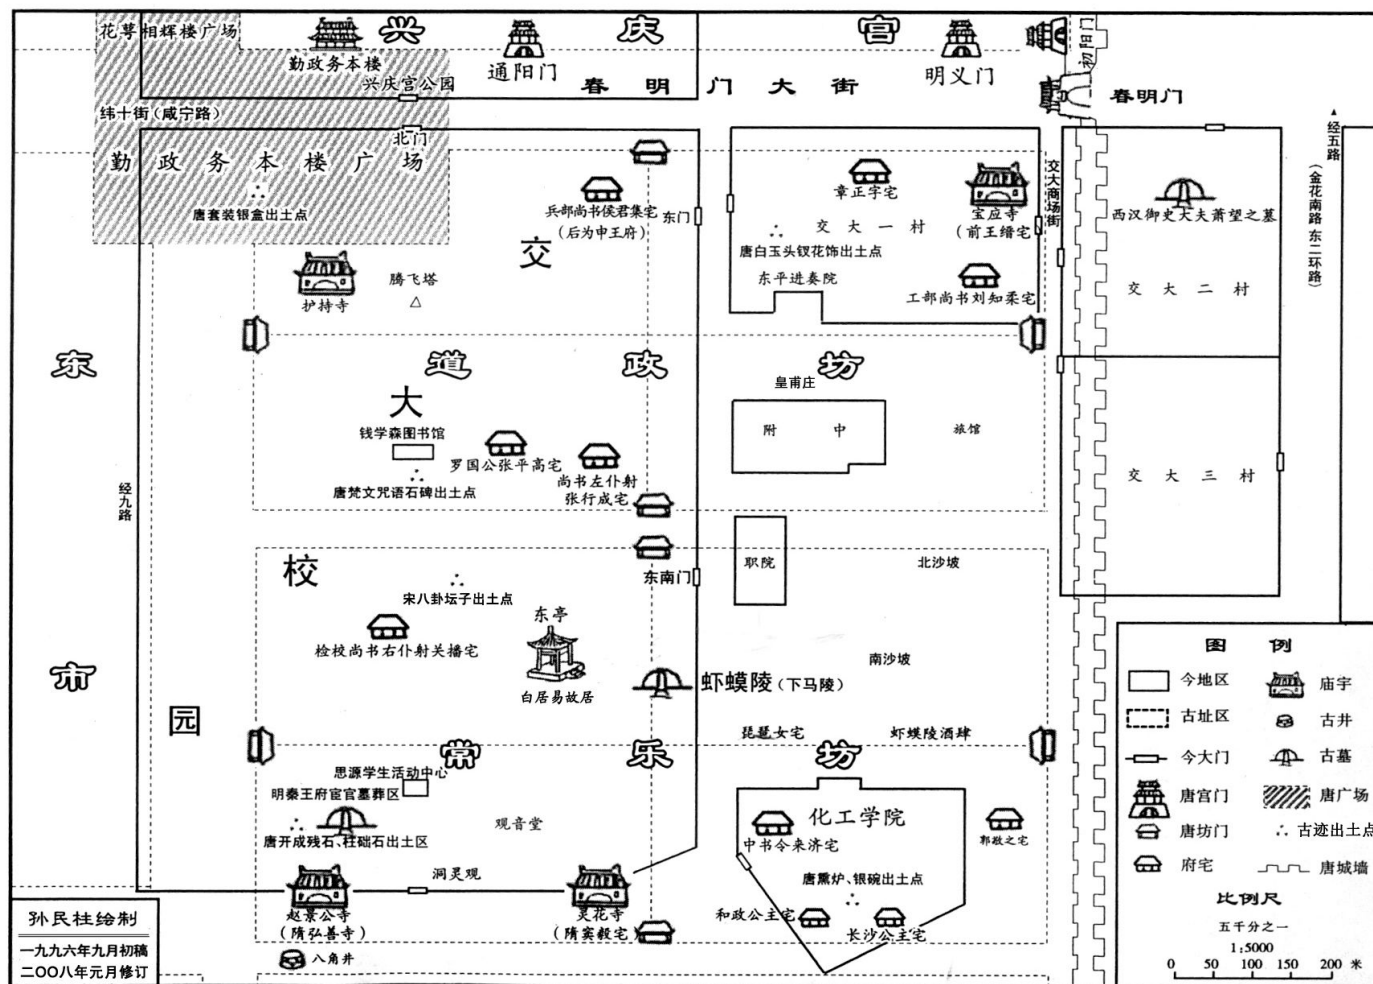 兴庆宫
花萼相辉楼广场
勤政务本楼
通阳门
明义门
初阳门
兴庆宫公园
春明门大街
春明门
纬十街(咸宁路)
北门
勤政务本楼广场
唐套装银盒出土点
兵部尚书侯君集宅
(后为申王府)
东门
章正字宅
宝应寺
(前王缙宅)
交大一村
唐白玉头钗花饰出土点
东平进奏院
工部尚书刘知柔宅
交大商场街
西汉御史大夫萧望之墓
经五路
(金花南路 东二环路)
交大二村
护持寺
腾飞塔
交
东
道政坊
大
钱学森图书馆
罗国公张平高宅
尚书左仆射
张行成宅
唐梵文咒语石碑出土点
皇甫庄
附中
旅馆
交大三村
经九路
校
东南门
职院
北沙坡
宋八卦坛子出土点
检校尚书右仆射关播宅
东亭
白居易故居
虾蟆陵(下马陵)
南沙坡
市
园
琵琶女宅
虾蟆陵酒肆
常乐坊
思源学生活动中心
明秦王府宦官墓葬区
唐开成残石、柱础石出土区
观音堂
化工学院
中书令来济宅
郭敬之宅
洞灵观
唐熏炉、银碗出土点
赵景公寺
(隋弘善寺)
灵花寺
(隋窦毅宅)
和政公主宅
长沙公主宅
八角井
孙民柱绘制
一九九六年九月初稿
二〇〇八年元月修订
图例
今地区
庙宇
古址区
古井
今大门
古墓
唐宫门
唐广场
唐坊门
古迹出土点
府宅
唐城墙
比例尺
五千分之一
1:5000
0 50 100 150 200 米